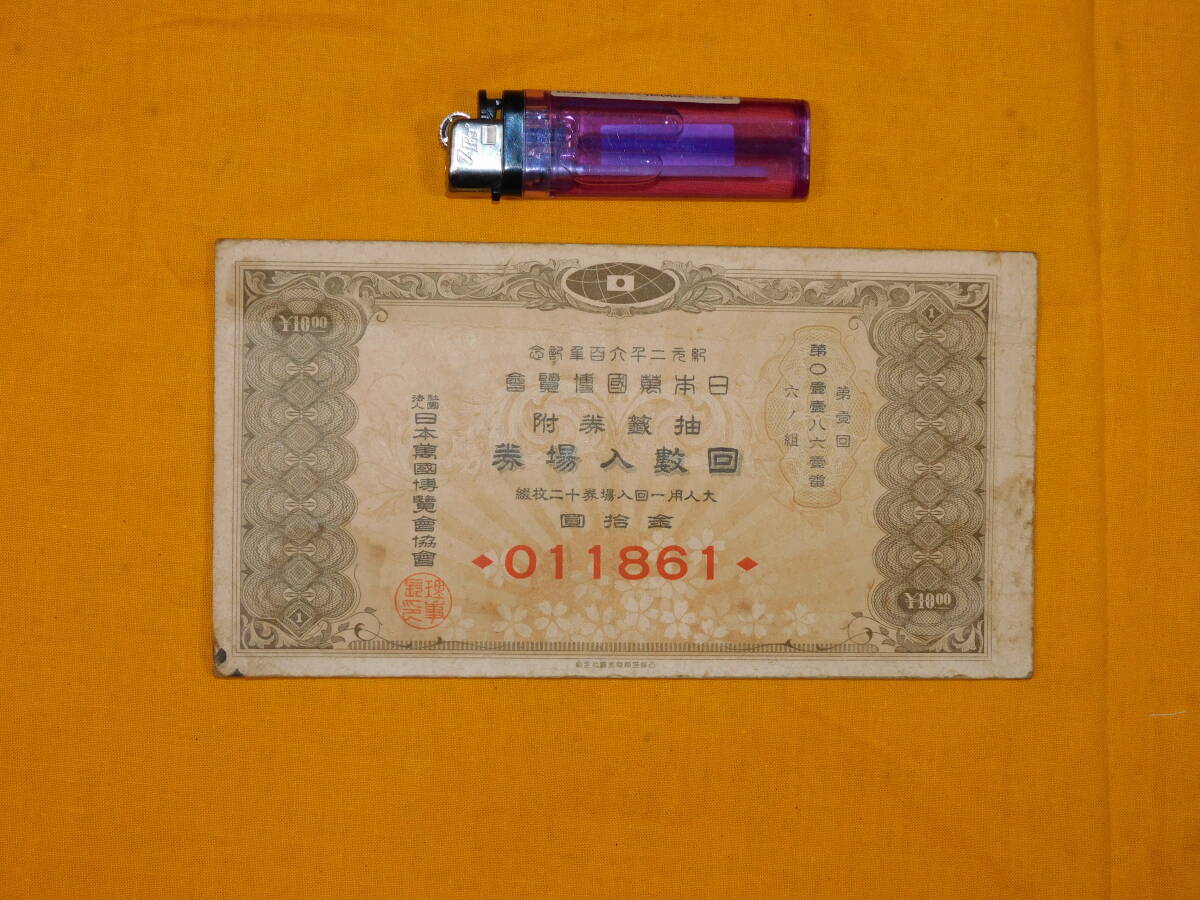 ¥10.00
1
紀元二千六百年記念
日本萬國博覽會
抽籤券附
回數入場券
大人用一回入場券十二枚綴
金拾圓
011861
第壹回
第〇壹壹八六壹番
六ノ組
社團法人
日本萬國博覽會協會
1
¥10.00